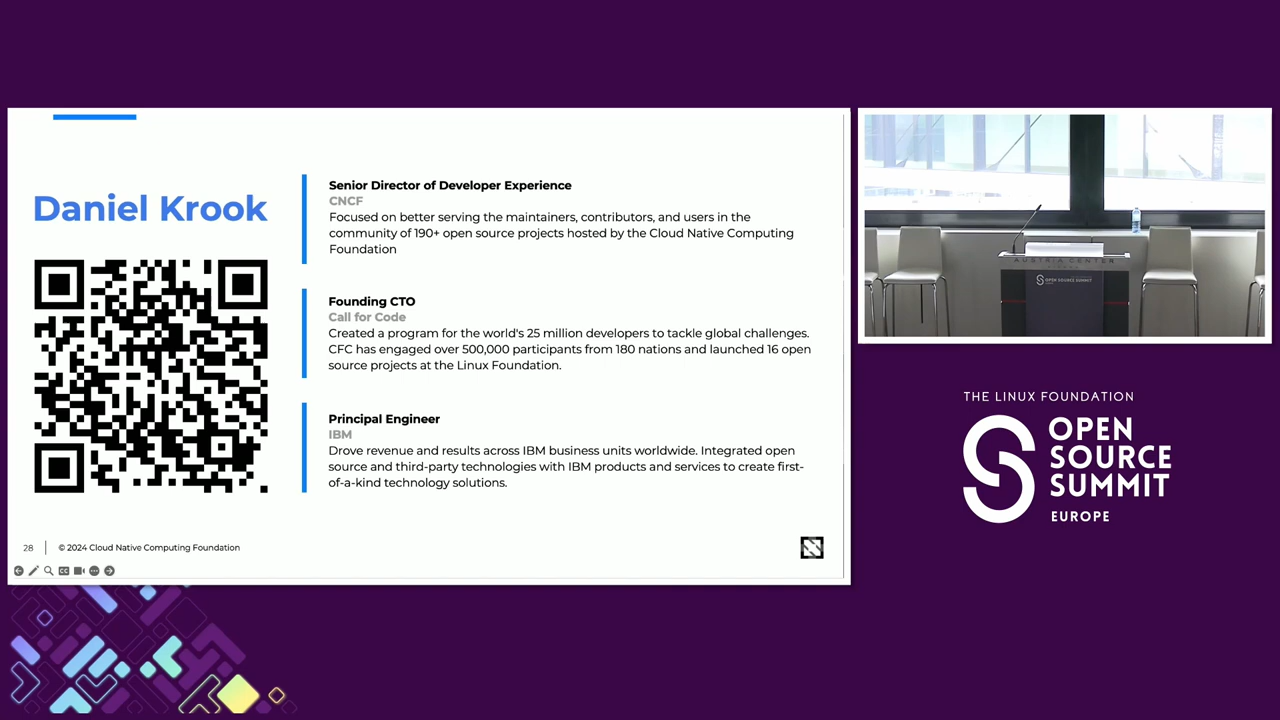 Daniel Krook
Senior Director of Developer Experience
CNCF
Focused on better serving the maintainers, contributors, and users in the
community of 190+ open source projects hosted by the Cloud Native Computing
Foundation
Founding CTO
Call for Code
Created a program for the world's 25 million developers to tackle global challenges.
CFC has engaged over 500,000 participants from 180 nations and launched 16 open
source projects at the Linux Foundation.
Principal Engineer
IBM
Drove revenue and results across IBM business units worldwide. Integrated open
source and third-party technologies with IBM products and services to create first-
of-a-kind technology solutions.
28
© 2024 Cloud Native Computing Foundation
AUSTRIA CENTER
OPEN SOURCE SUMMIT
THE LINUX FOUNDATION
OPEN
SOURCE
SUMMIT
EUROPE